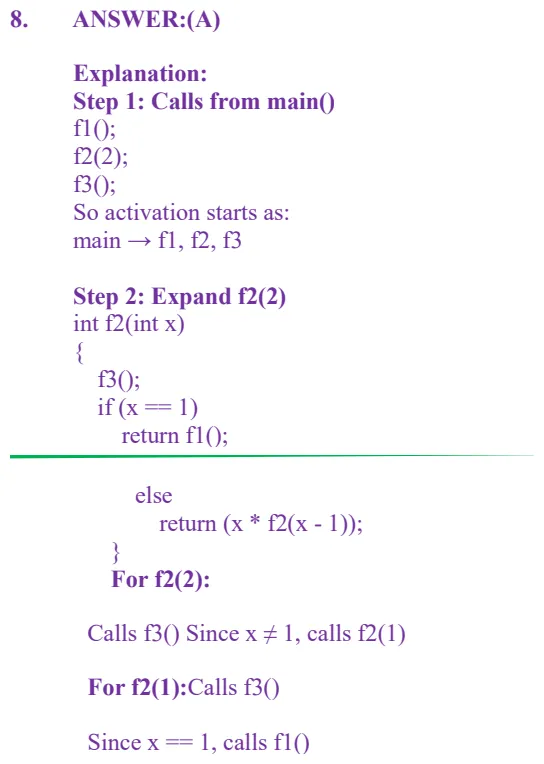 8. ANSWER:(A)
Explanation:
Step 1: Calls from main()
f1();
f2(2);
f3();
So activation starts as:
main → f1, f2, f3
Step 2: Expand f2(2)
int f2(int x)
{
f3();
if (x == 1)
return f1();
else
return (x * f2(x - 1));
}
For f2(2):
Calls f3() Since x ≠ 1, calls f2(1)
For f2(1):Calls f3()
Since x == 1, calls f1()